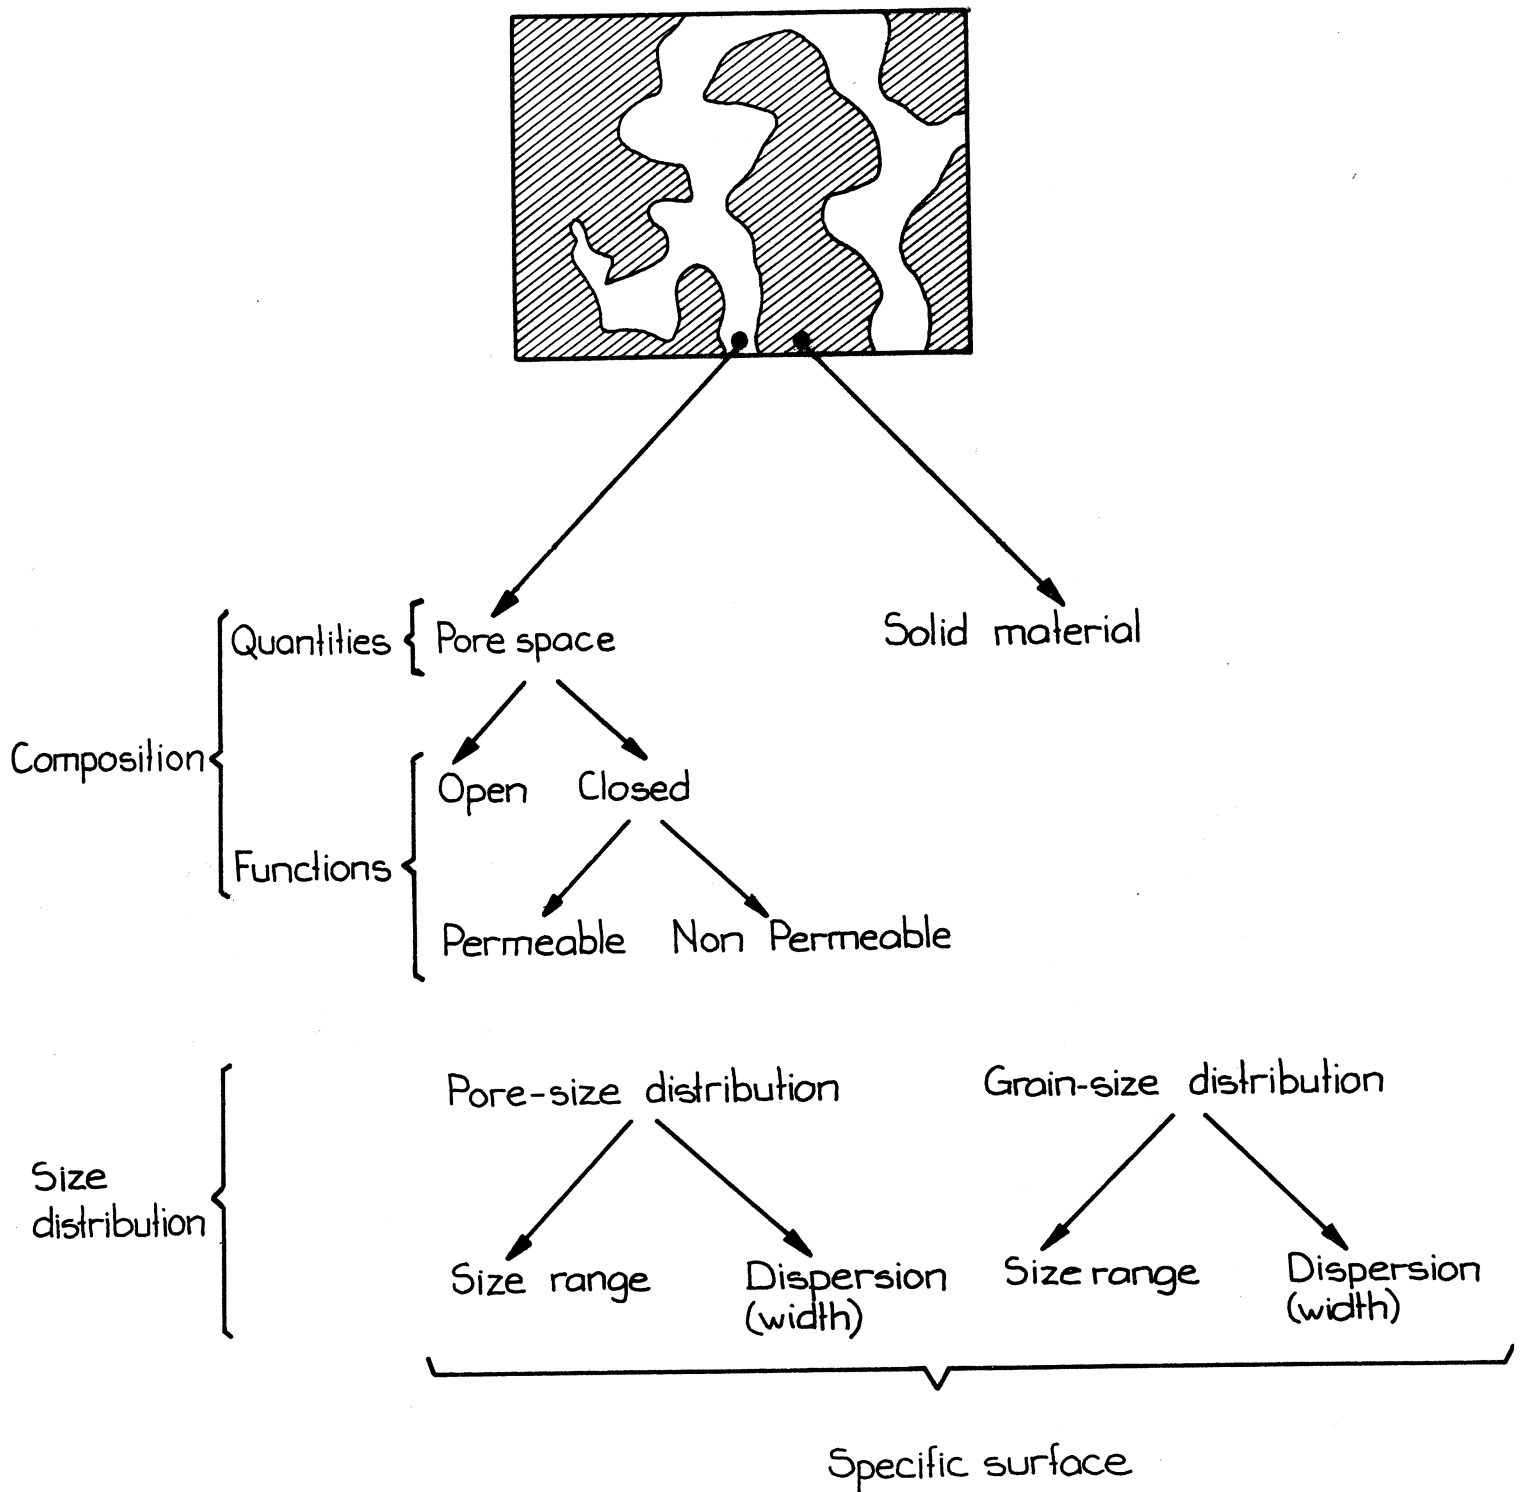 Quantities
Pore space
Solid material
Composition
Open
Closed
Functions
Permeable
Non Permeable
Pore-size distribution
Grain-size distribution
Size
distribution
Size range
Dispersion
(width)
Size range
Dispersion
(width)
Specific surface